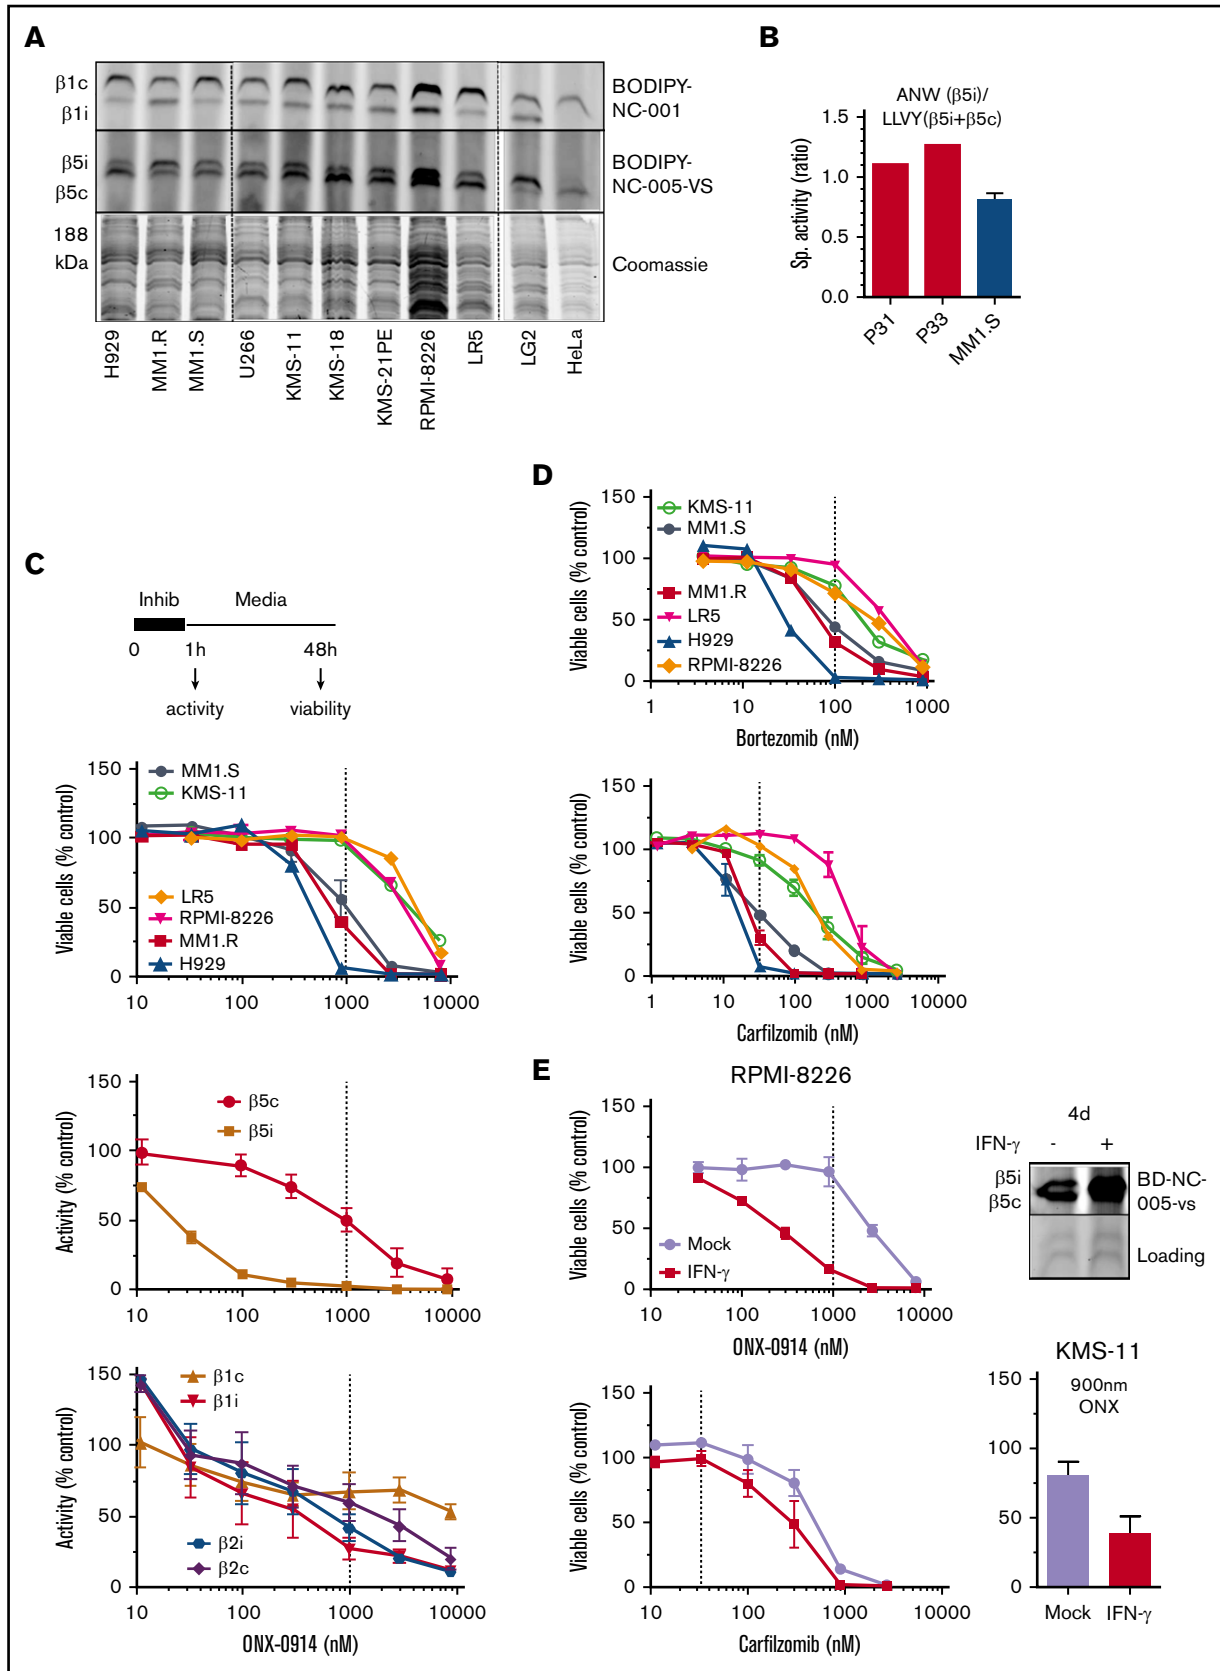 A
β1c
β1i
BODIPY-
NC-001
β5i
β5c
BODIPY-
NC-005-VS
188
kDa
Coomassie
H929
MM1.R
MM1.S
U266
KMS-11
KMS-18
KMS-21PE
RPMI-8226
LR5
LG2
HeLa
B
ANW (β5i)/
LLVY(β5i+β5c)
Sp. activity (ratio)
1.5
1.0
0.5
0.0
P31
P33
MM1.S
C
Inhib
Media
0
1h
48h
activity
viability
Viable cells (% control)
150
100
50
0
MM1.S
KMS-11
LR5
RPMI-8226
MM1.R
H929
10
100
1000
10000
Activity (% control)
150
100
50
0
β5c
β5i
10
100
1000
10000
Activity (% control)
150
100
50
0
β1c
β1i
β2i
β2c
10
100
1000
10000
ONX-0914 (nM)
D
Viable cells (% control)
150
100
50
0
KMS-11
MM1.S
MM1.R
LR5
H929
RPMI-8226
1
10
100
1000
Bortezomib (nM)
Viable cells (% control)
150
100
50
0
1
10
100
1000
10000
Carfilzomib (nM)
E
RPMI-8226
Viable cells (% control)
150
100
50
0
Mock
IFN-γ
10
100
1000
10000
ONX-0914 (nM)
4d
IFN-γ - +
β5i
β5c
BD-NC-
005-vs
Loading
Viable cells (% control)
150
100
50
0
10
100
1000
10000
Carfilzomib (nM)
KMS-11
900nm
ONX
150
100
50
0
Mock
IFN-γ